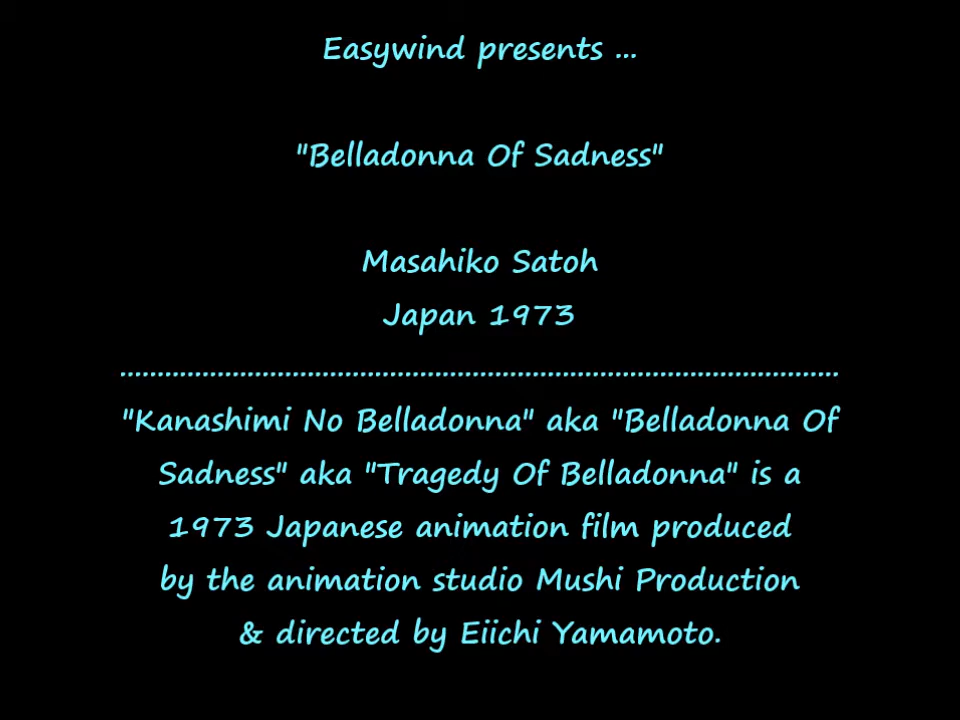 Easywind presents ...
"Belladonna Of Sadness"
Masahiko Satoh
Japan 1973
................................................................................................
"Kanashimi No Belladonna" aka "Belladonna Of
Sadness" aka "Tragedy Of Belladonna" is a
1973 Japanese animation film produced
by the animation studio Mushi Production
& directed by Eiichi Yamamoto.